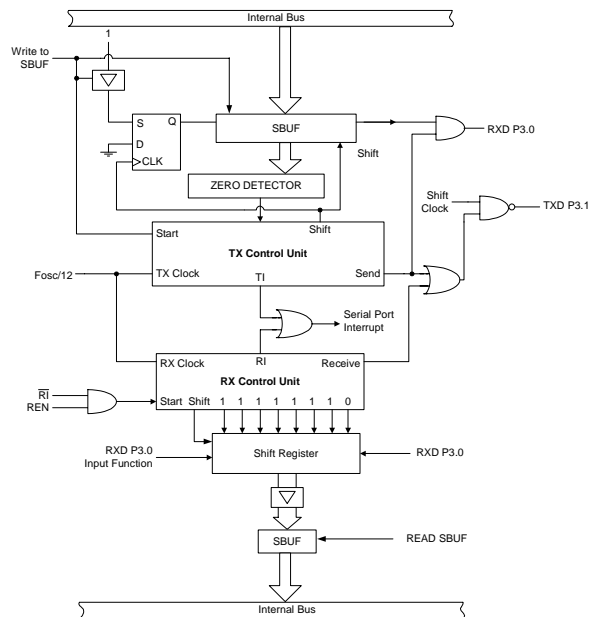 Internal Bus
1
Write to
SBUF
S Q
D
CLK
SBUF
RXD P3.0
Shift
ZERO DETECTOR
Shift
Clock
TXD P3.1
Start
Shift
TX Control Unit
Fosc/12
TX Clock
Send
TI
Serial Port
Interrupt
RX Clock
RI
Receive
RX Control Unit
RI
REN
Start Shift 1 1 1 1 1 1 1 0
RXD P3.0
Input Function
Shift Register
RXD P3.0
SBUF
READ SBUF
Internal Bus